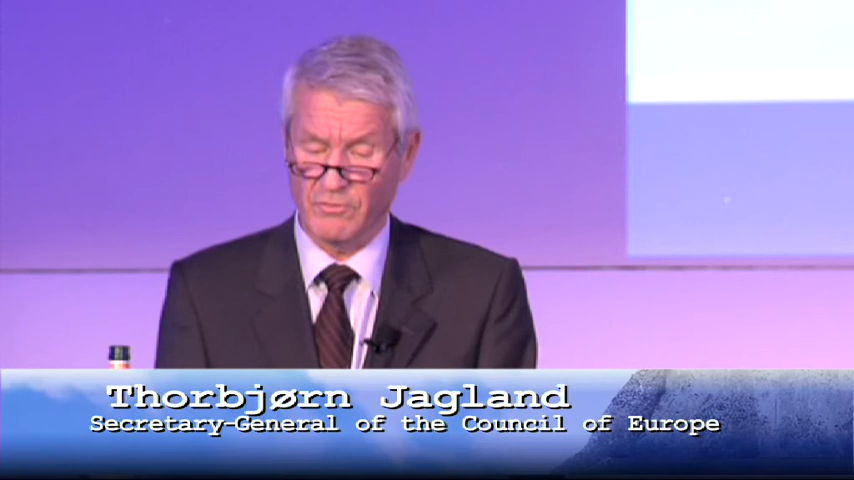 Thorbjørn Jagland
Secretary-General of the Council of Europe